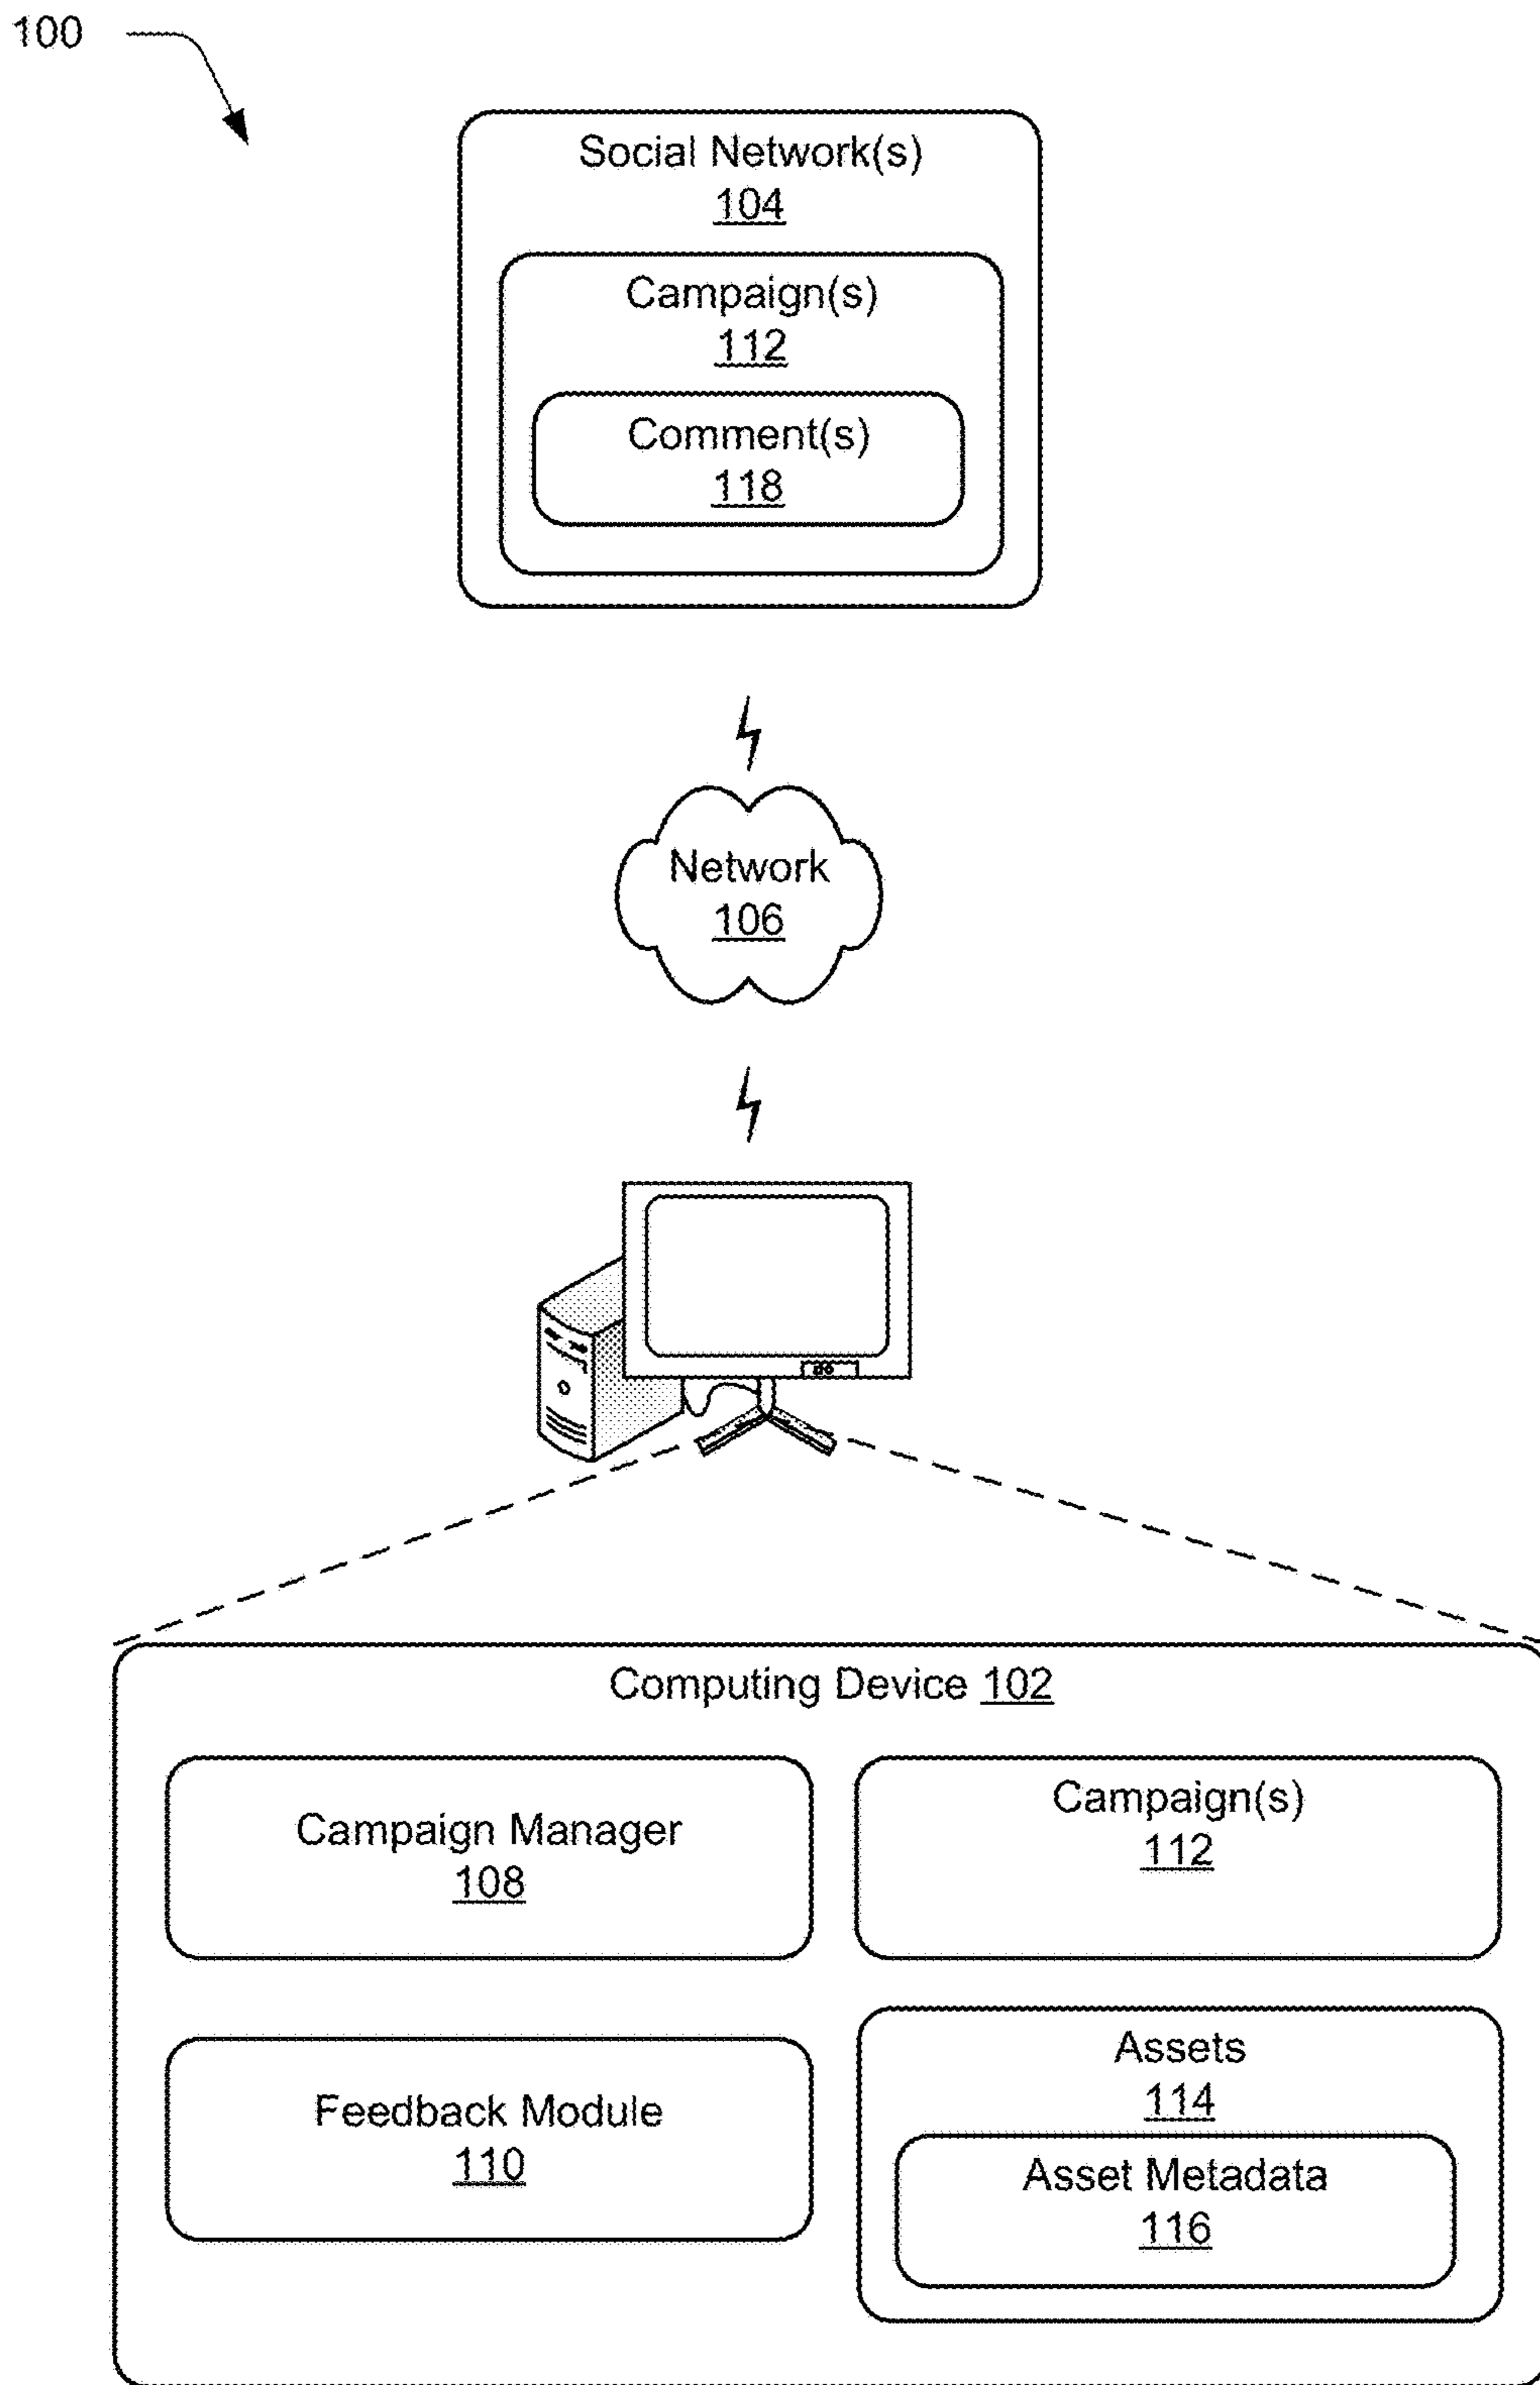 100
Social Network(s)
104
Campaign(s)
112
Comment(s)
118
Network
106
Computing Device 102
Campaign Manager
108
Campaign(s)
112
Feedback Module
110
Assets
114
Asset Metadata
116